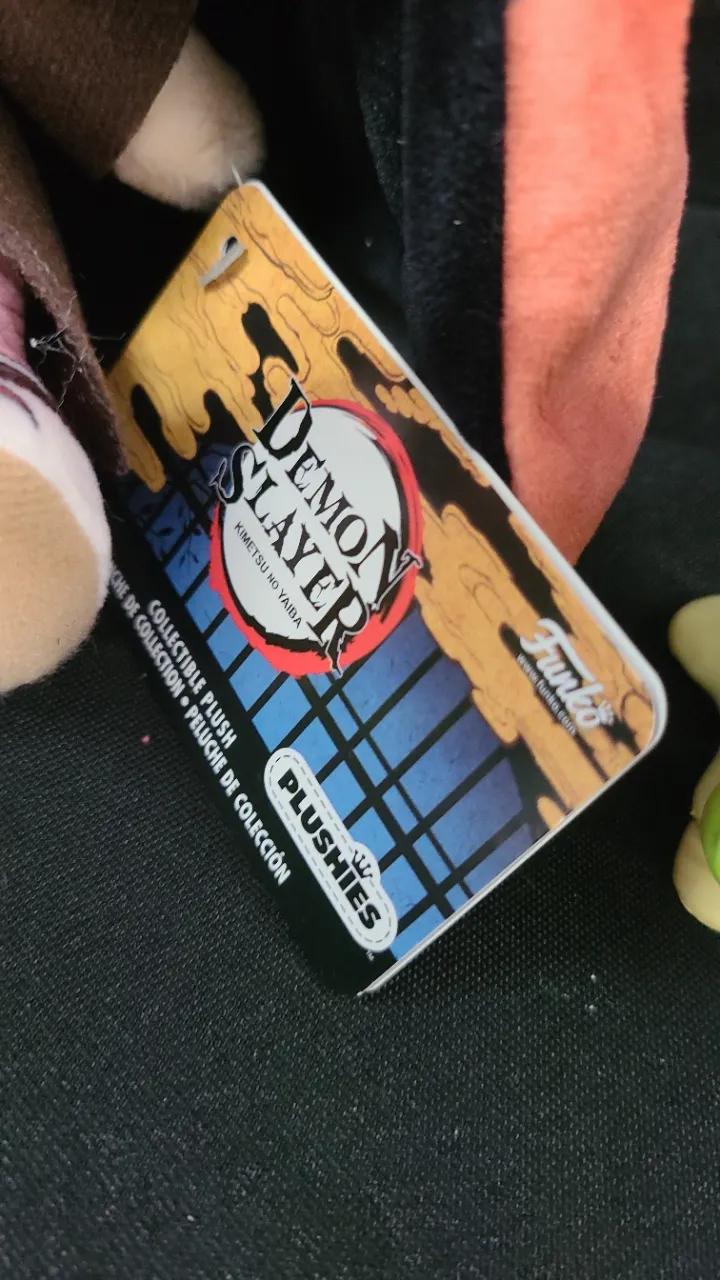 DEMON
SLAYER
KIMETSU NO YAIBA
Funko
www.funko.com
PLUSHIES
COLLECTIBLE PLUSH
DE COLLECTION • PELUCHE DE COLECCIÓN